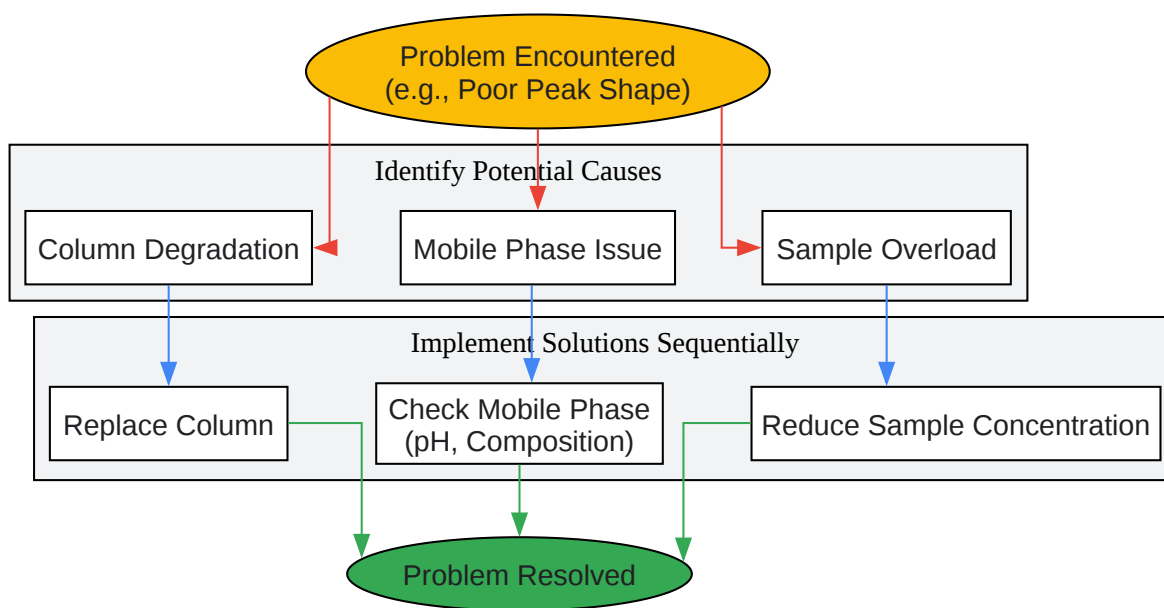 Problem Encountered
(e.g., Poor Peak Shape)
Identify Potential Causes
Column Degradation
Mobile Phase Issue
Sample Overload
Implement Solutions Sequentially
Replace Column
Check Mobile Phase
(pH, Composition)
Reduce Sample Concentration
Problem Resolved